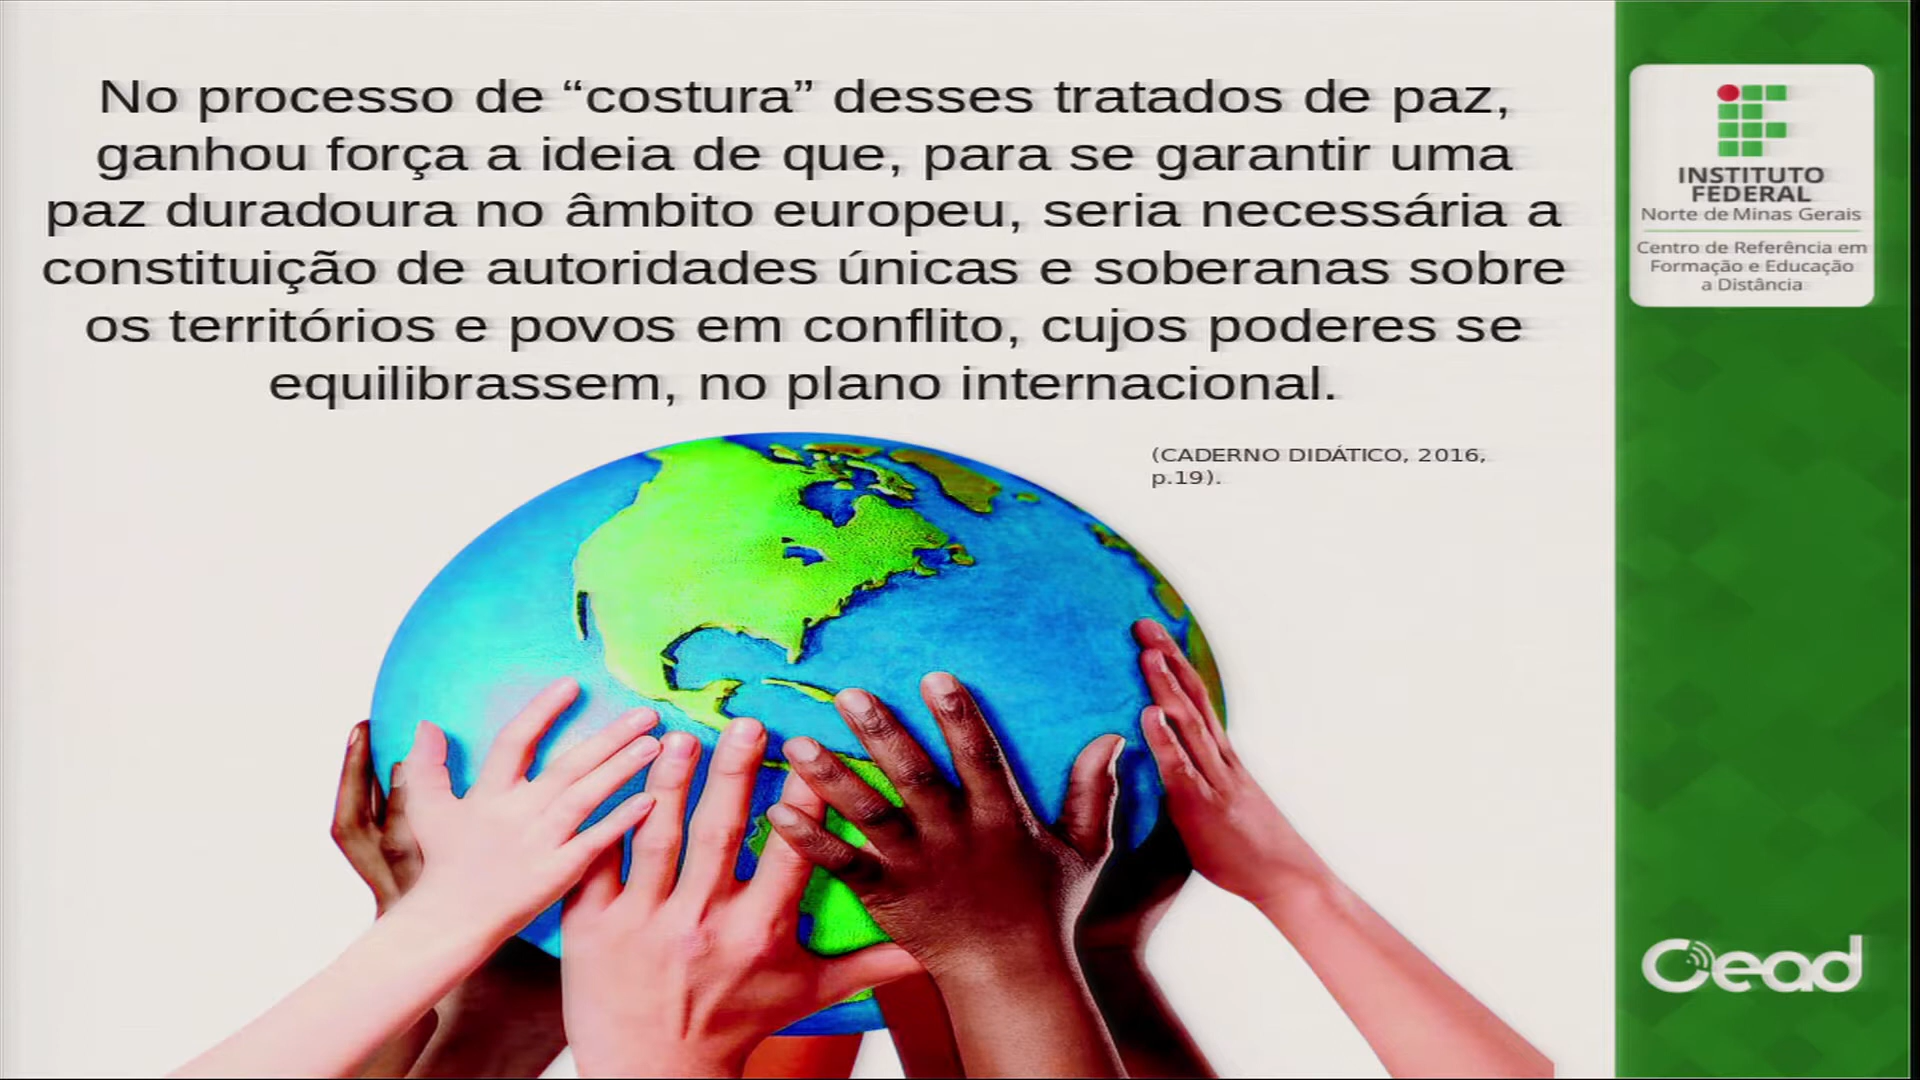 No processo de “costura” desses tratados de paz,
ganhou força a ideia de que, para se garantir uma
paz duradoura no âmbito europeu, seria necessária a
constituição de autoridades únicas e soberanas sobre
os territórios e povos em conflito, cujos poderes se
equilibrassem, no plano internacional.
(CADERNO DIDÁTICO, 2016,
p.19).
INSTITUTO
FEDERAL
Norte de Minas Gerais
Centro de Referência em
Formação e Educação
a Distância
Cead